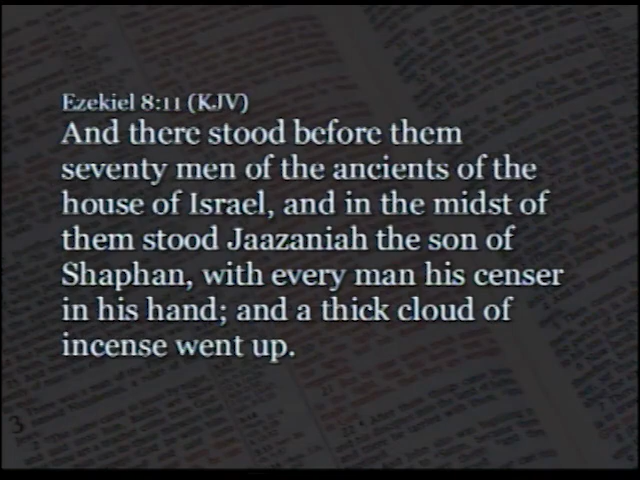 Ezekiel 8:11 (KJV)
And there stood before them
seventy men of the ancients of the
house of Israel, and in the midst of
them stood Jaazaniah the son of
Shaphan, with every man his censer
in his hand; and a thick cloud of
incense went up.